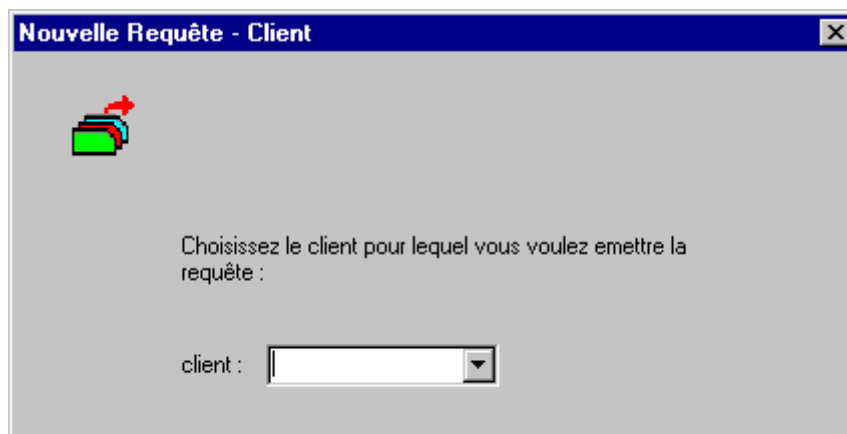 Nouvelle Requête - Client
Choisissez le client pour lequel vous voulez emettre la
requête :
client :